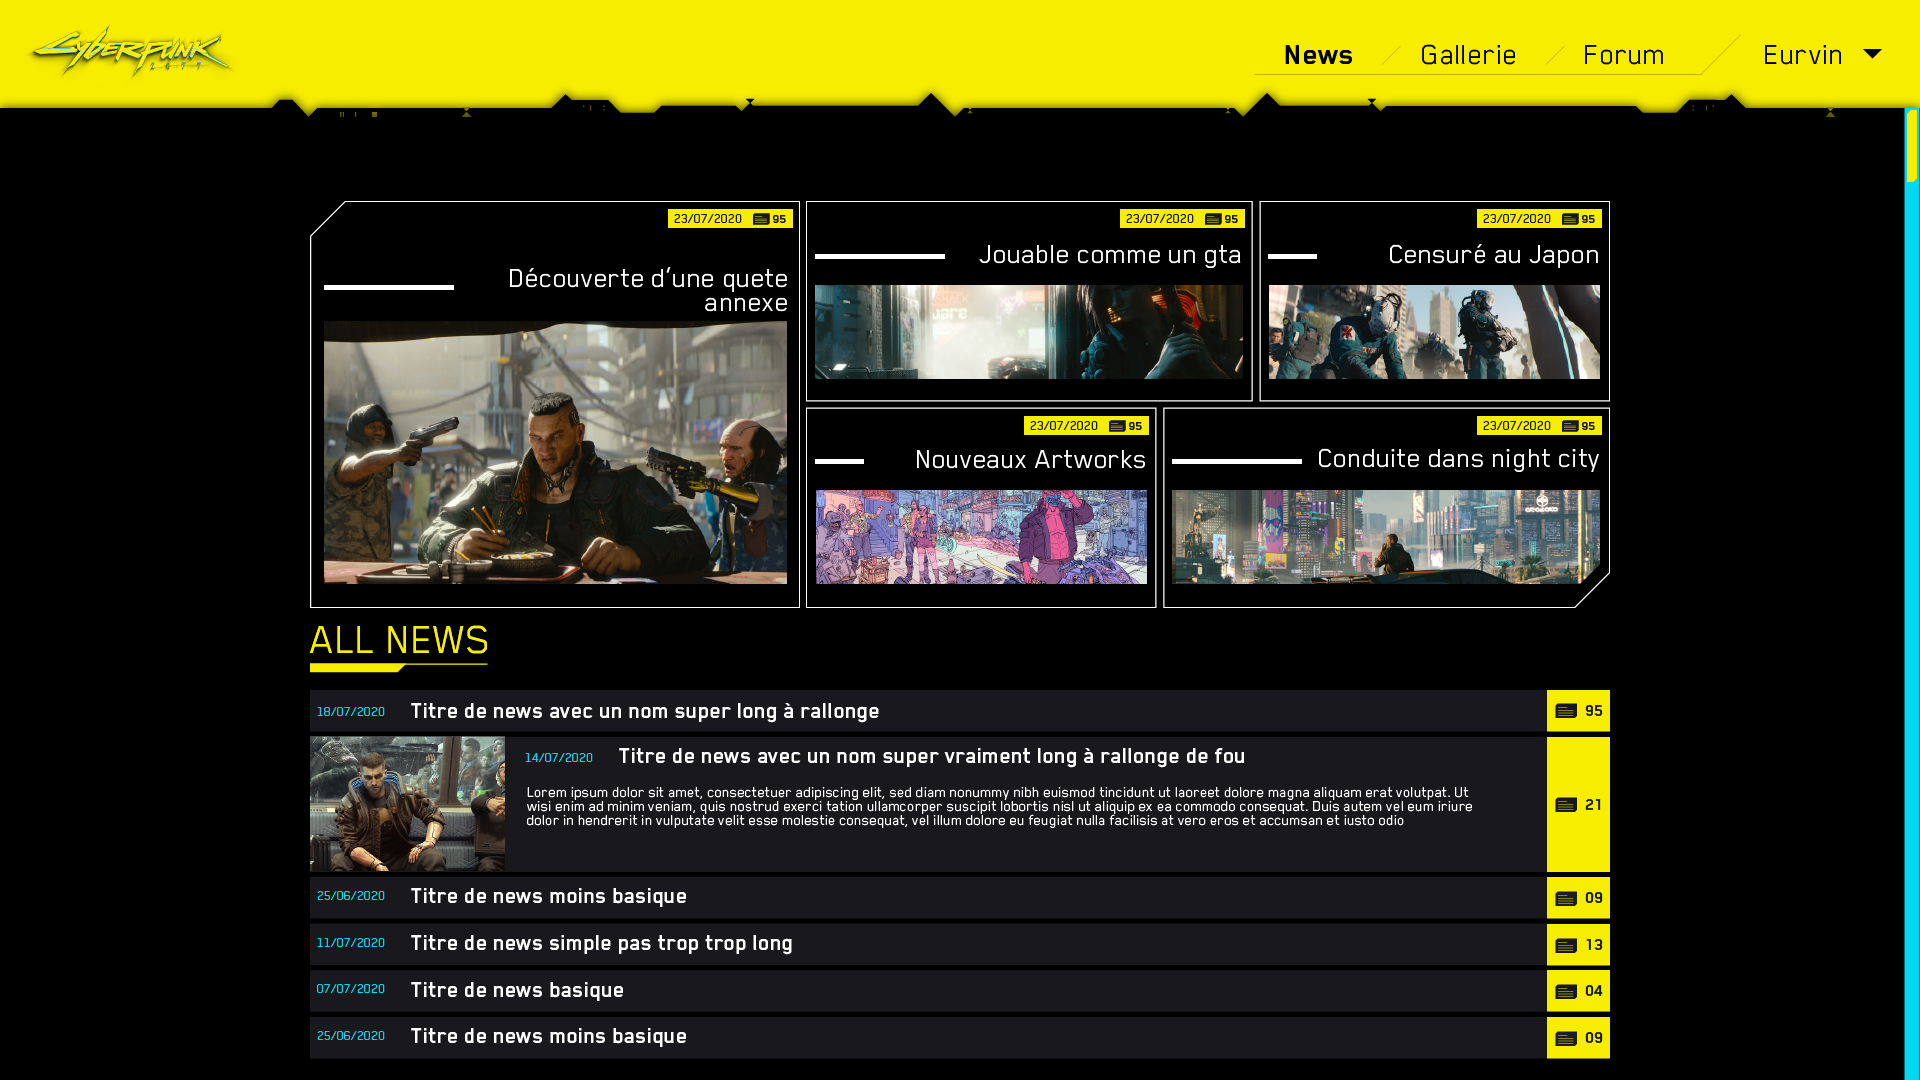 Cyberpunk
2077
News
Gallerie
Forum
Eurvin
23/07/2020 95
Découverte d'une quete
annexe
23/07/2020 95
Jouable comme un gta
23/07/2020 95
Censuré au Japon
23/07/2020 95
Nouveaux Artworks
23/07/2020 95
Conduite dans night city
ALL NEWS
18/07/2020 Titre de news avec un nom super long à rallonge 95
14/07/2020 Titre de news avec un nom super vraiment long à rallonge de fou
Lorem ipsum dolor sit amet, consectetuer adipiscing elit, sed diam nonummy nibh euismod tincidunt ut laoreet dolore magna aliquam erat volutpat. Ut
wisi enim ad minim veniam, quis nostrud exerci tation ullamcorper suscipit lobortis nisl ut aliquip ex ea commodo consequat. Duis autem vel eum iriure
dolor in hendrerit in vulputate velit esse molestie consequat, vel illum dolore eu feugiat nulla facilisis at vero eros et accumsan et iusto odio
21
25/06/2020 Titre de news moins basique 09
11/07/2020 Titre de news simple pas trop trop long 13
07/07/2020 Titre de news basique 04
25/06/2020 Titre de news moins basique 09